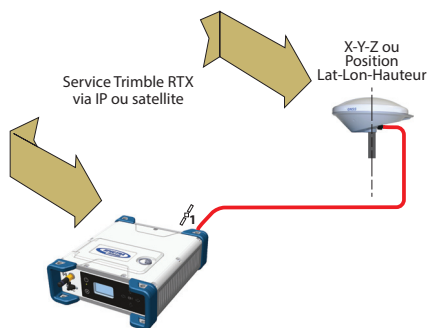 Service Trimble RTX
via IP ou satellite
X-Y-Z ou
Position
Lat-Lon-Hauteur
1